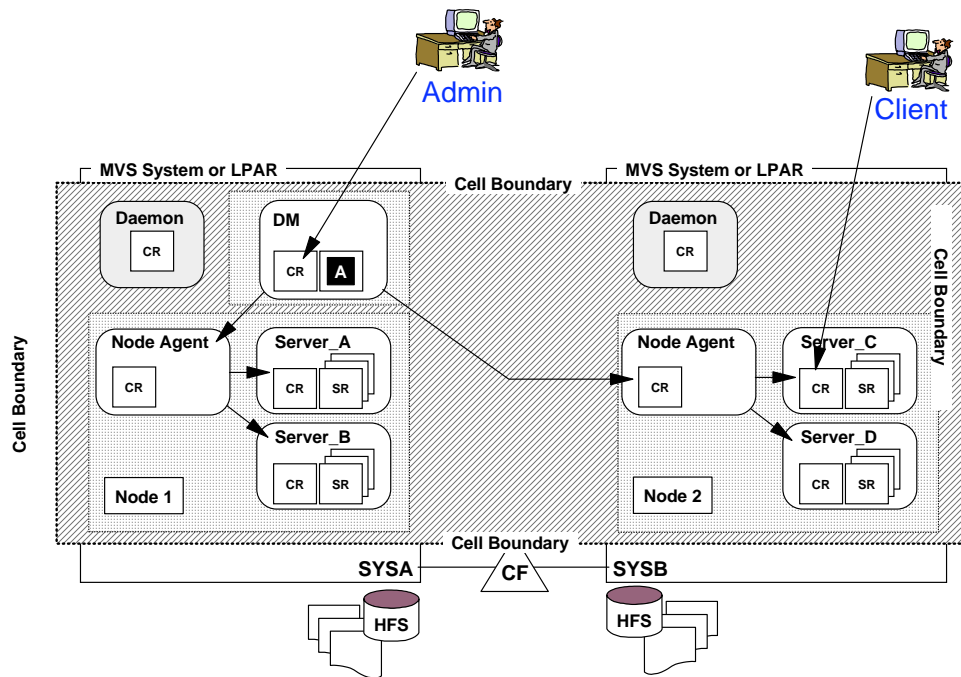 Admin
Client
MVS System or LPAR
MVS System or LPAR
Cell Boundary
Daemon
CR
DM
CR
A
Daemon
CR
Cell Boundary
Cell Boundary
Node Agent
CR
Server_A
CR
SR
Server_B
CR
SR
Node 1
Node Agent
CR
Server_C
CR
SR
Server_D
CR
SR
Node 2
Cell Boundary
SYSA
CF
SYSB
HFS
HFS